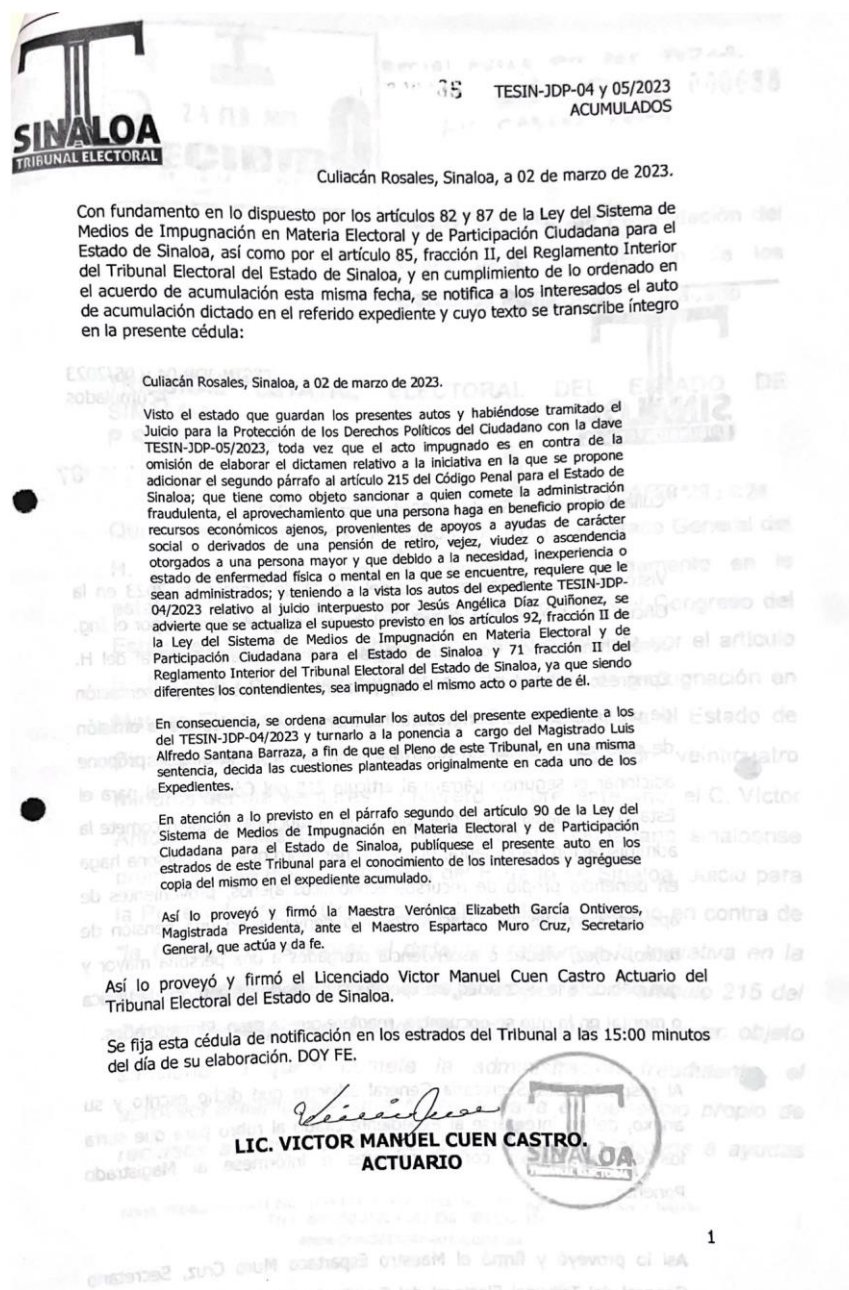 SINALOA
TRIBUNAL ELECTORAL
TESIN-JDP-04 y 05/2023
ACUMULADOS
Culiacán Rosales, Sinaloa, a 02 de marzo de 2023.
Con fundamento en lo dispuesto por los artículos 82 y 87 de la Ley del Sistema de
Medios de Impugnación en Materia Electoral y de Participación Ciudadana para el
Estado de Sinaloa, así como por el artículo 85, fracción II, del Reglamento Interior
del Tribunal Electoral del Estado de Sinaloa, y en cumplimiento de lo ordenado en
el acuerdo de acumulación esta misma fecha, se notifica a los interesados el auto
de acumulación dictado en el referido expediente y cuyo texto se transcribe íntegro
en la presente cédula:
Culiacán Rosales, Sinaloa, a 02 de marzo de 2023.
Visto el estado que guardan los presentes autos y habiéndose tramitado el
Juicio para la Protección de los Derechos Políticos del Ciudadano con la clave
TESIN-JDP-05/2023, toda vez que el acto impugnado es en contra de la
omisión de elaborar el dictamen relativo a la iniciativa en la que se propone
adicionar el segundo párrafo al artículo 215 del Código Penal para el Estado de
Sinaloa; que tiene como objeto sancionar a quien comete la administración
fraudulenta, el aprovechamiento que una persona haga en beneficio propio de
recursos económicos ajenos, provenientes de apoyos a ayudas de carácter
social o derivados de una pensión de retiro, vejez, viudez o ascendencia
otorgados a una persona mayor y que debido a la necesidad, inexperiencia o
estado de enfermedad física o mental en la que se encuentre, requiere que le
sean administrados; y teniendo a la vista los autos del expediente TESIN-JDP-
04/2023 relativo al juicio interpuesto por Jesús Angélica Díaz Quiñonez, se
advierte que se actualiza el supuesto previsto en los artículos 92, fracción II de
la Ley del Sistema de Medios de Impugnación en Materia Electoral y de
Participación Ciudadana para el Estado de Sinaloa y 71 fracción II del
Reglamento Interior del Tribunal Electoral del Estado de Sinaloa, ya que siendo
diferentes los contendientes, sea impugnado el mismo acto o parte de él.
En consecuencia, se ordena acumular los autos del presente expediente a los
del TESIN-JDP-04/2023 y turnarlo a la ponencia a cargo del Magistrado Luis
Alfredo Santana Barraza, a fin de que el Pleno de este Tribunal, en una misma
sentencia, decida las cuestiones planteadas originalmente en cada uno de los
Expedientes.
En atención a lo previsto en el párrafo segundo del artículo 90 de la Ley del
Sistema de Medios de Impugnación en Materia Electoral y de Participación
Ciudadana para el Estado de Sinaloa, publíquese el presente auto en los
estrados de este Tribunal para el conocimiento de los interesados y agréguese
copia del mismo en el expediente acumulado.
Así lo proveyó y firmó la Maestra Verónica Elizabeth García Ontiveros,
Magistrada Presidenta, ante el Maestro Espartaco Muro Cruz, Secretario
General, que actúa y da fe.
Así lo proveyó y firmó el Licenciado Victor Manuel Cuen Castro Actuario del
Tribunal Electoral del Estado de Sinaloa.
Se fija esta cédula de notificación en los estrados del Tribunal a las 15:00 minutos
del día de su elaboración. DOY FE.
LIC. VICTOR MANUEL CUEN CASTRO.
ACTUARIO
SINALOA
TRIBUNAL ELECTORAL
1